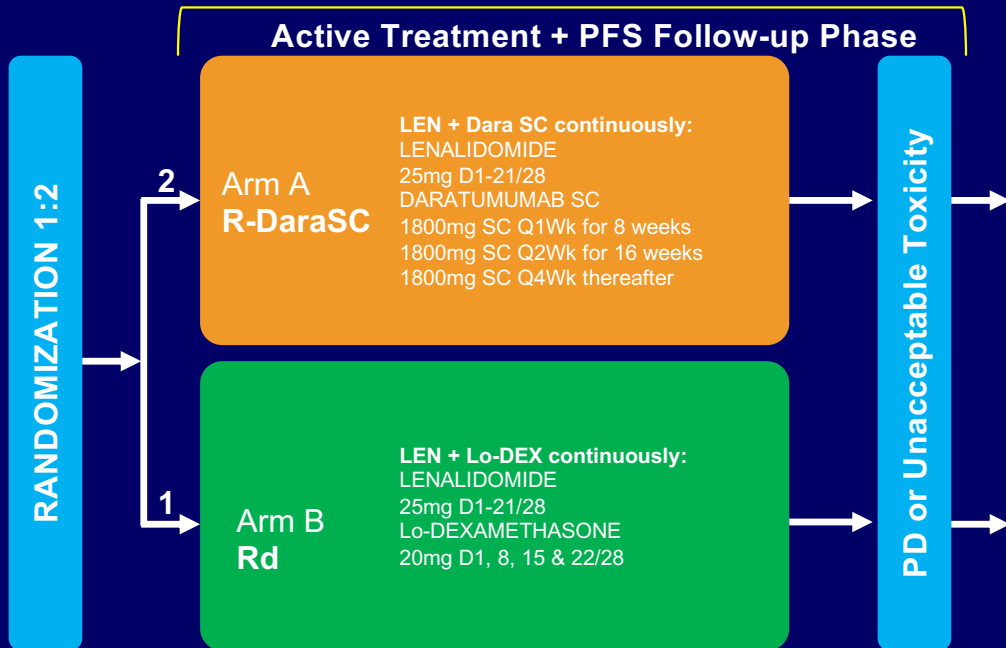 Active Treatment + PFS Follow-up Phase
RANDOMIZATION 1:2
2
Arm A
R-DaraSC
LEN + Dara SC continuously:
LENALIDOMIDE
25mg D1-21/28
DARATUMUMAB SC
1800mg SC Q1Wk for 8 weeks
1800mg SC Q2Wk for 16 weeks
1800mg SC Q4Wk thereafter
1
Arm B
Rd
LEN + Lo-DEX continuously:
LENALIDOMIDE
25mg D1-21/28
Lo-DEXAMETHASONE
20mg D1, 8, 15 & 22/28
PD or Unacceptable Toxicity